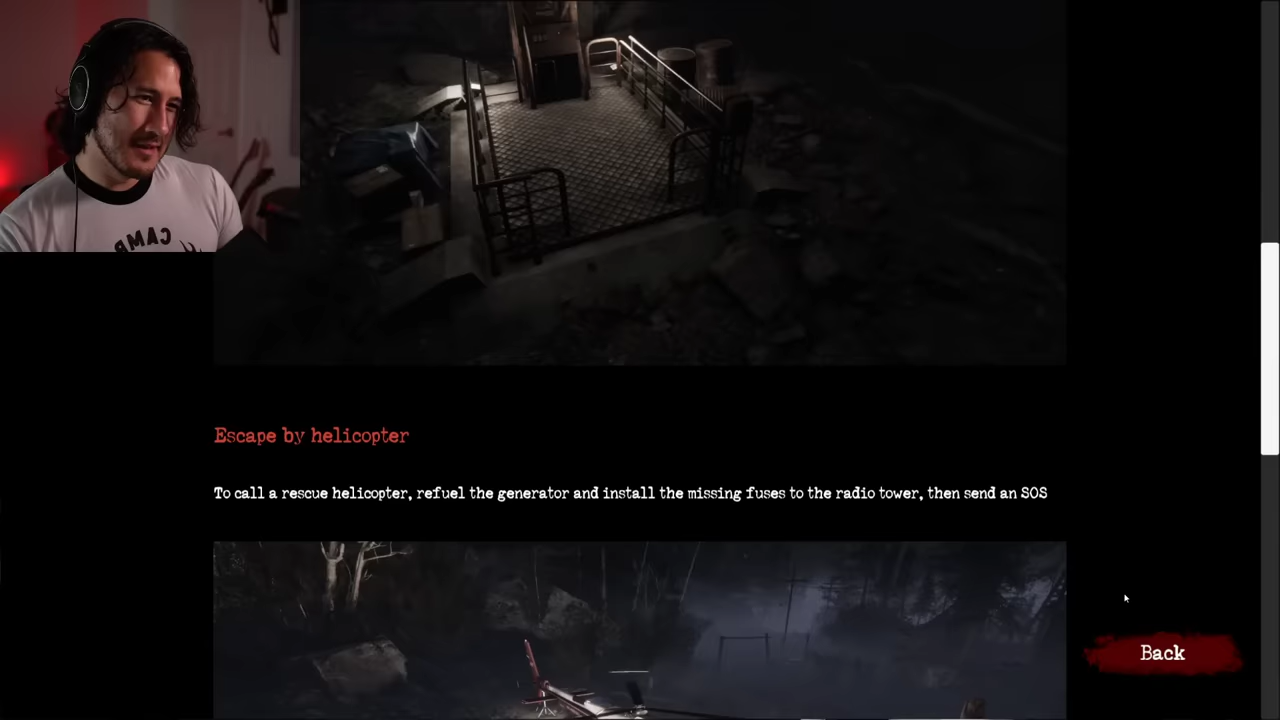 CAMP
Escape by helicopter
To call a rescue helicopter, refuel the generator and install the missing fuses to the radio tower, then send an SOS
Back